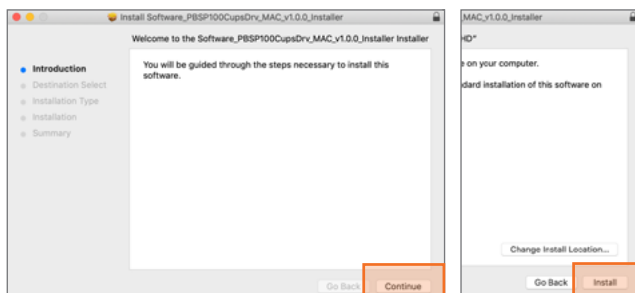 Install Software_PBSP100CupsDrv_MAC_v1.0.0_Installer
Welcome to the Software_PBSP100CupsDrv_MAC_v1.0.0_Installer Installer
Introduction
Destination Select
Installation Type
Installation
Summary
You will be guided through the steps necessary to install this
software.
Go Back
Continue
_MAC_v1.0.0_Installer
HD"
e on your computer.
dard installation of this software on
Change Install Location...
Go Back
Install